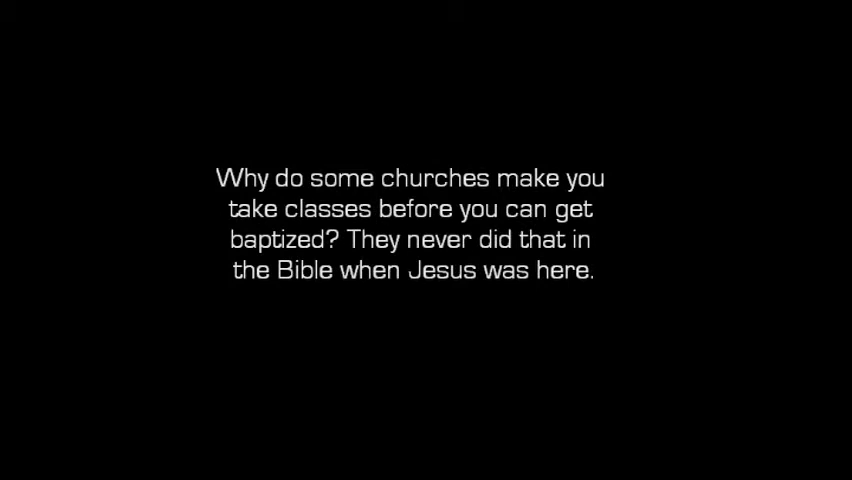 Why do some churches make you
take classes before you can get
baptized? They never did that in
the Bible when Jesus was here.